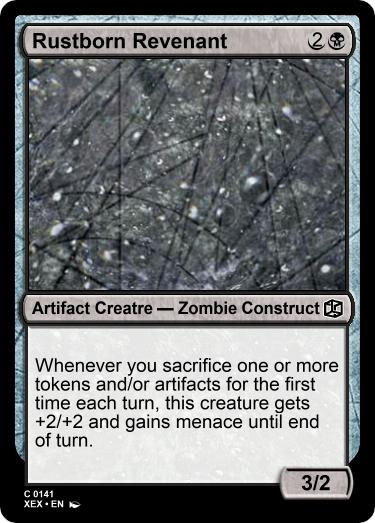 Rustborn Revenant 2
Artifact Creatre — Zombie Construct
Whenever you sacrifice one or more
tokens and/or artifacts for the first
time each turn, this creature gets
+2/+2 and gains menace until end
of turn.
3/2
C 0141
XEX • EN